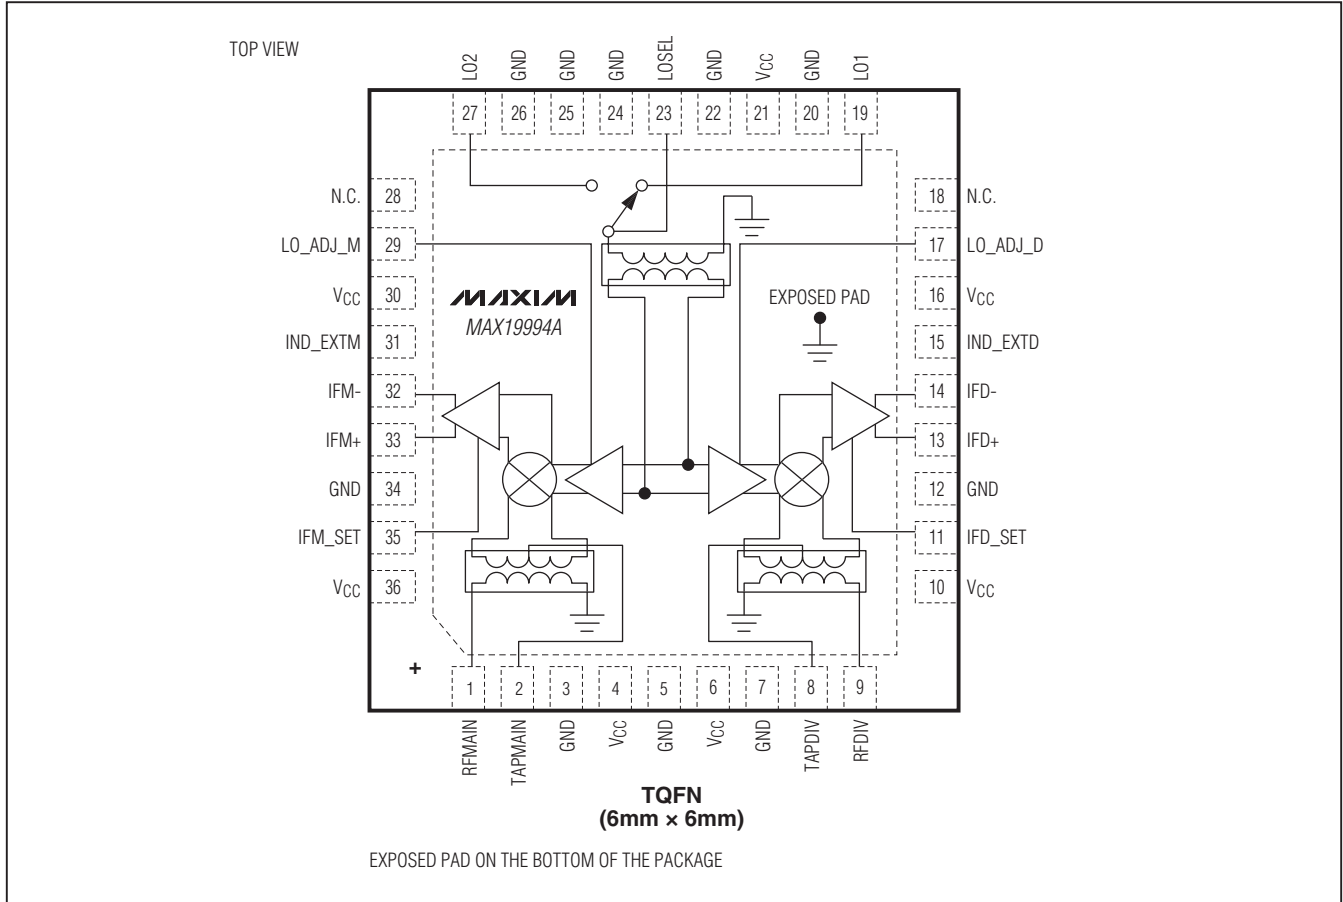 TOP VIEW
LO2
GND
GND
GND
LOSEL
GND
VCC
GND
LO1
27
26
25
24
23
22
21
20
19
N.C.
28
18
N.C.
LO_ADJ_M
29
17
LO_ADJ_D
VCC
30
16
VCC
IND_EXTM
31
15
IND_EXTD
IFM-
32
14
IFD-
IFM+
33
13
IFD+
GND
34
12
GND
IFM_SET
35
11
IFD_SET
VCC
36
10
VCC
MAXIM
MAX19994A
EXPOSED PAD
+
1
2
3
4
5
6
7
8
9
RFMAIN
TAPMAIN
GND
VCC
GND
VCC
GND
TAPDIV
RFDIV
TQFN
(6mm × 6mm)
EXPOSED PAD ON THE BOTTOM OF THE PACKAGE